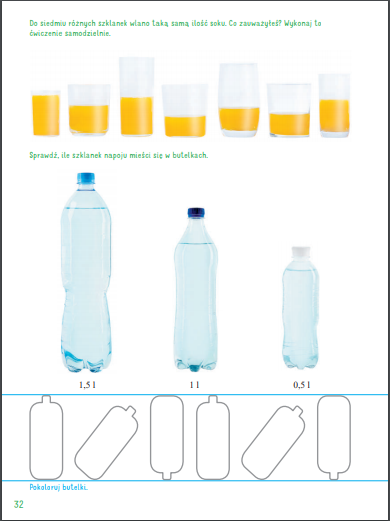 Do siedmiu różnych szklanek wlano taką samą ilość soku. Co zauważyłeś? Wykonaj to
ćwiczenie samodzielnie.
Sprawdź, ile szklanek napoju mieści się w butelkach.
1,5 l
1 l
0,5 l
Pokoloruj butelki.
32